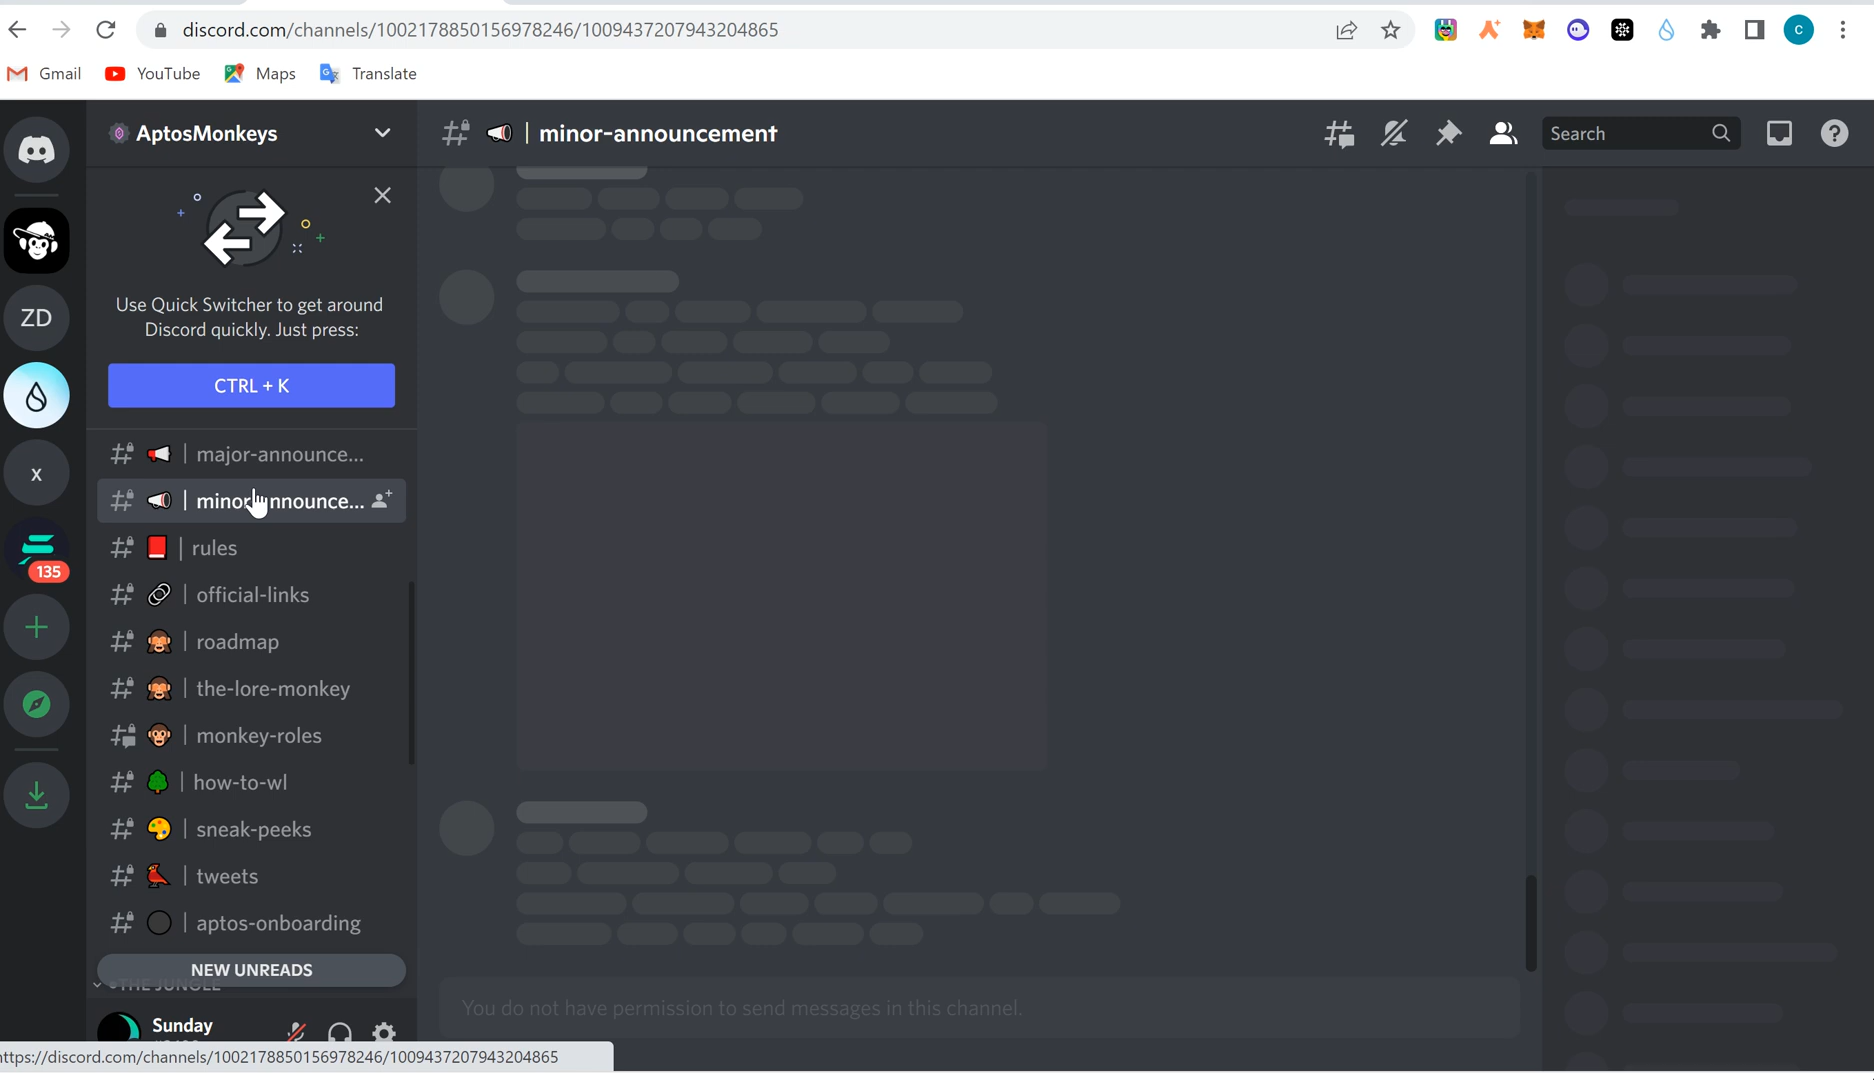 discord.com/channels/1002178850156978246/1009437207943204865
C
Gmail YouTube Maps Translate
AptosMonkeys
| minor-announcement
Search
Use Quick Switcher to get around
Discord quickly. Just press:
CTRL + K
ZD
X
135
| major-announce...
| minor-announce...
| rules
| official-links
| roadmap
| the-lore-monkey
| monkey-roles
| how-to-wl
| sneak-peeks
| tweets
| aptos-onboarding
NEW UNREADS
THE JUNGLE
You do not have permission to send messages in this channel.
Sunday
https://discord.com/channels/1002178850156978246/1009437207943204865